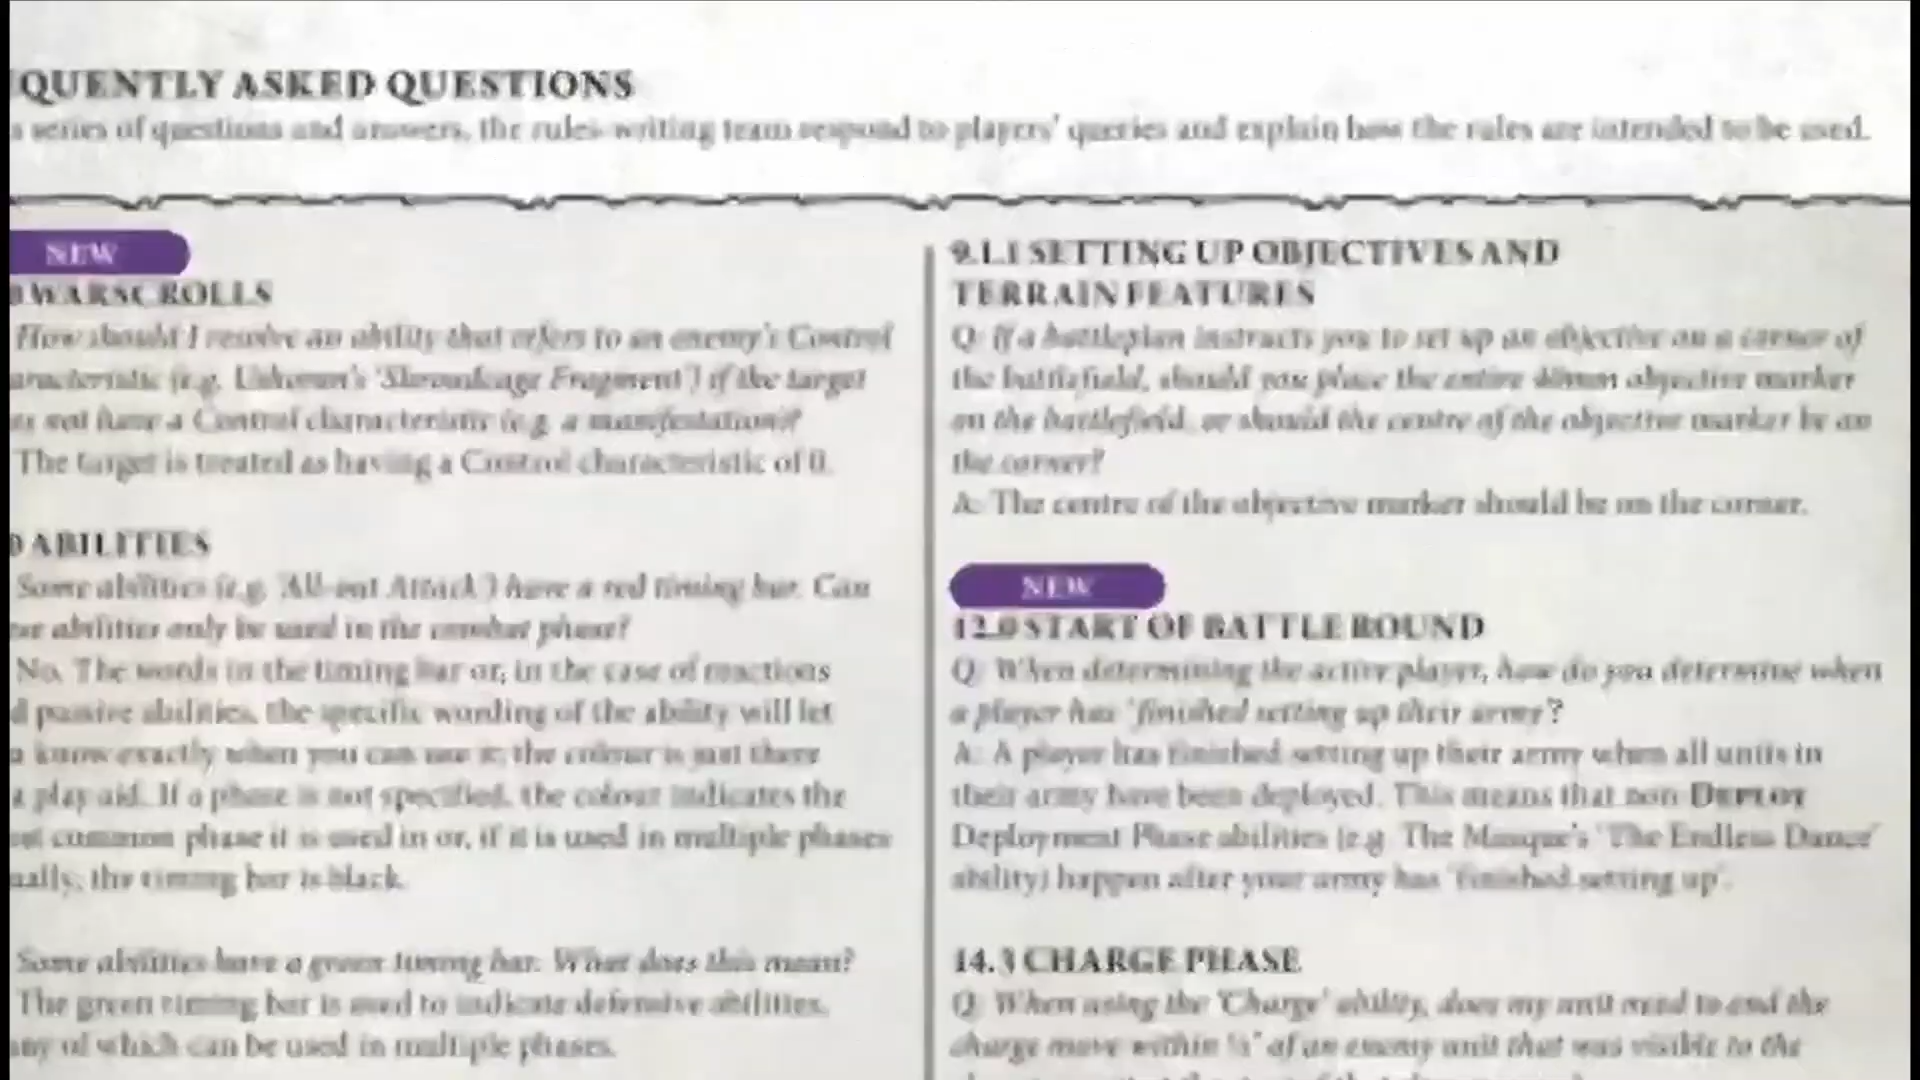 QUENTLY ASKED QUESTIONS
a series of questions and answers, the rules-writing team respond to players' queries and explain how the rules are intended to be used.
NEW
0 WARSCROLLS
How should I resolve an ability that refers to an enemy's Control
aracteristic (e.g. Ushoran's 'Shroudcage Fragment') if the target
es not have a Control characteristic (e.g. a manifestation)?
The target is treated as having a Control characteristic of 0.
0 ABILITIES
Some abilities (e.g. 'All-out Attack') have a red timing bar. Can
se abilities only be used in the combat phase?
No. The words in the timing bar or, in the case of reactions
d passive abilities, the specific wording of the ability will let
u know exactly when you can use it; the colour is just there
a play aid. If a phase is not specified, the colour indicates the
st common phase it is used in or, if it is used in multiple phases
ually, the timing bar is black.
Some abilities have a green timing bar. What does this mean?
The green timing bar is used to indicate defensive abilities,
any of which can be used in multiple phases.
9.1.1 SETTING UP OBJECTIVES AND
TERRAIN FEATURES
Q: If a battleplan instructs you to set up an objective on a corner of
the battlefield, should you place the entire 40mm objective marker
on the battlefield, or should the centre of the objective marker be on
the corner?
A: The centre of the objective marker should be on the corner.
NEW
12.0 START OF BATTLE ROUND
Q: When determining the active player, how do you determine when
a player has 'finished setting up their army'?
A: A player has finished setting up their army when all units in
their army have been deployed. This means that non-DEPLOY
Deployment Phase abilities (e.g. The Masque's 'The Endless Dance'
ability) happen after your army has 'finished setting up'.
14.3 CHARGE PHASE
Q: When using the 'Charge' ability, does my unit need to end the
charge move within ½" of an enemy unit that was visible to the